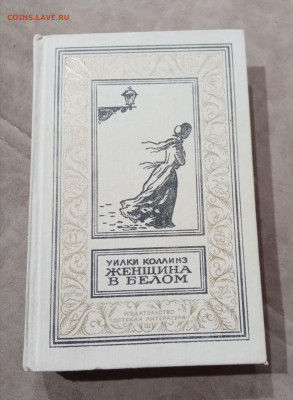 COINS.LAVE.RU
УИЛКИ КОЛЛИНЗ
ЖЕНЩИНА
В БЕЛОМ
ИЗДАТЕЛЬСТВО
«ДЕТСКАЯ ЛИТЕРАТУРА»